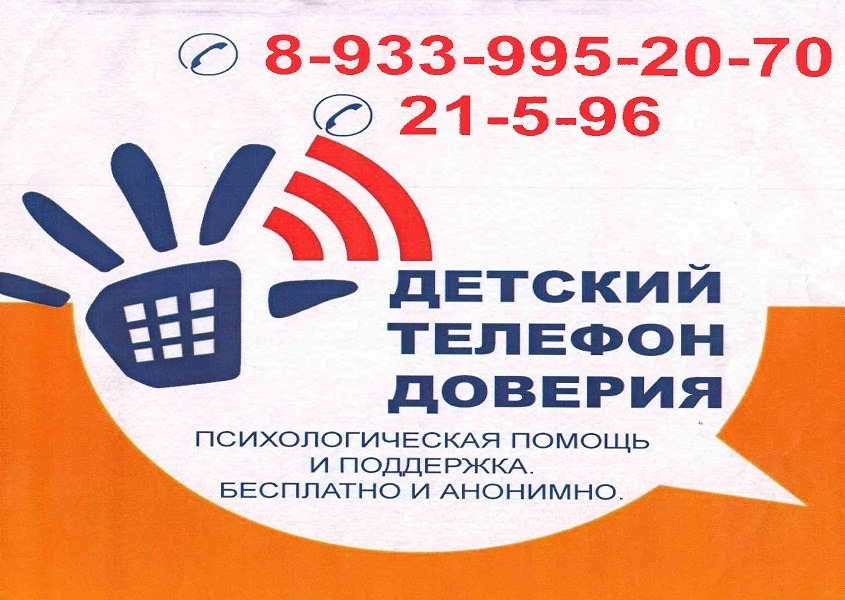 8-933-995-20-70
21-5-96
ДЕТСКИЙ
ТЕЛЕФОН
ДОВЕРИЯ
ПСИХОЛОГИЧЕСКАЯ ПОМОЩЬ
И ПОДДЕРЖКА.
БЕСПЛАТНО И АНОНИМНО.